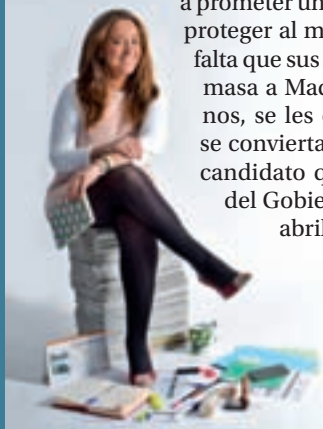 a prometer un
proteger al m
falta que sus
masa a Mad
nos, se les
se convierta
candidato
del Gobie
abril